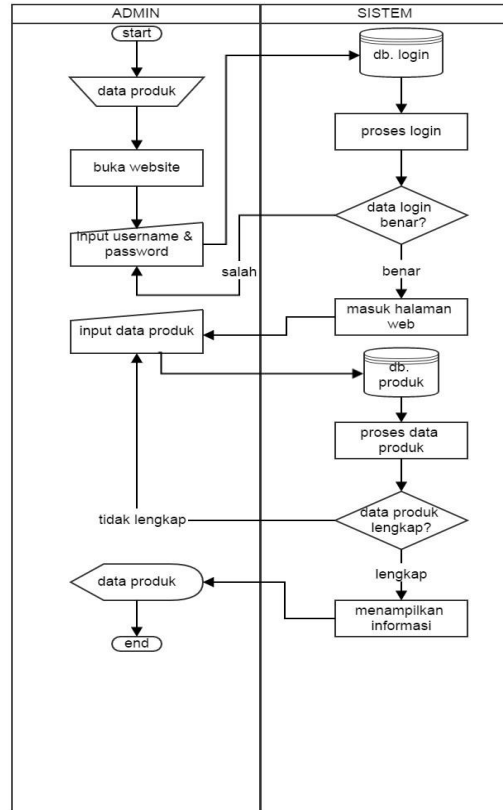 ADMIN
SISTEM
start
data produk
buka website
input username &
password
db. login
proses login
data login
benar?
salah
benar
masuk halaman
web
input data produk
db.
produk
proses data
produk
data produk
lengkap?
tidak lengkap
lengkap
menampilkan
informasi
data produk
end